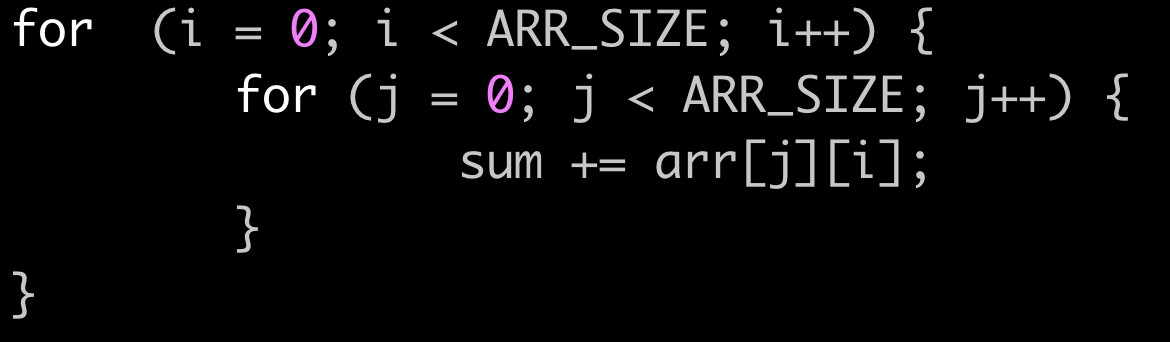 for  (i = 0; i < ARR_SIZE; i++) {
        for (j = 0; j < ARR_SIZE; j++) {
                sum += arr[j][i];
        }
}